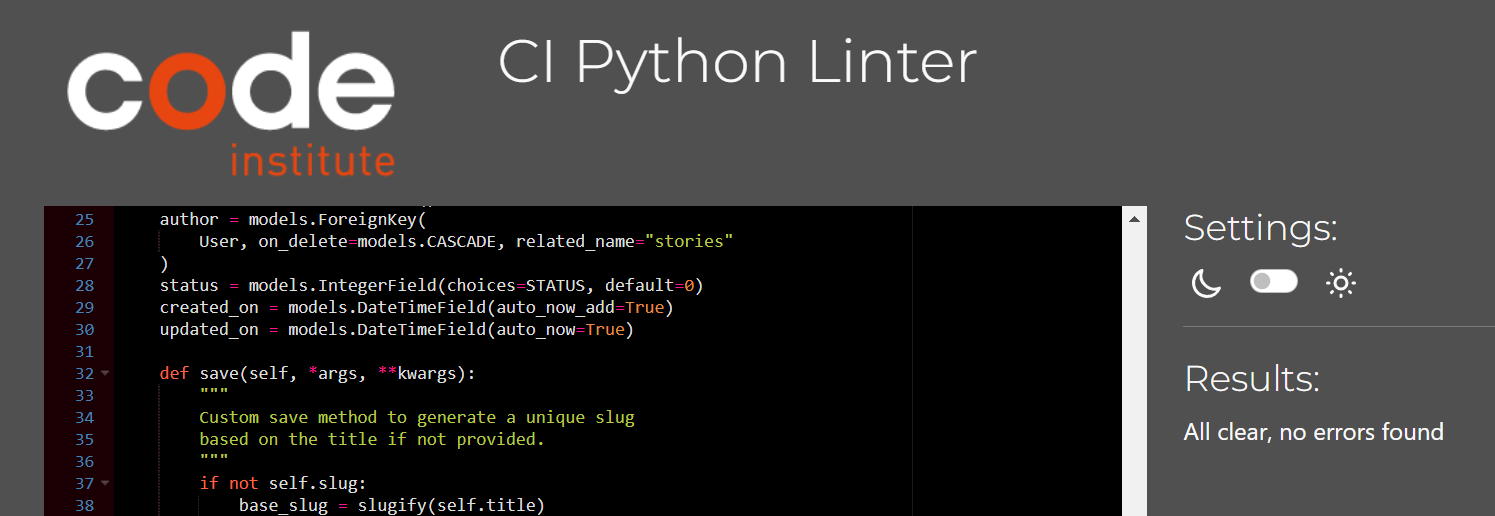 code
institute
CI Python Linter
25 author = models.ForeignKey(
26 User, on_delete=models.CASCADE, related_name="stories"
27 )
28 status = models.IntegerField(choices=STATUS, default=0)
29 created_on = models.DateTimeField(auto_now_add=True)
30 updated_on = models.DateTimeField(auto_now=True)
31
32 def save(self, *args, **kwargs):
33 """
34 Custom save method to generate a unique slug
35 based on the title if not provided.
36 """
37 if not self.slug:
38 base_slug = slugify(self.title)
Settings:
Results:
All clear, no errors found